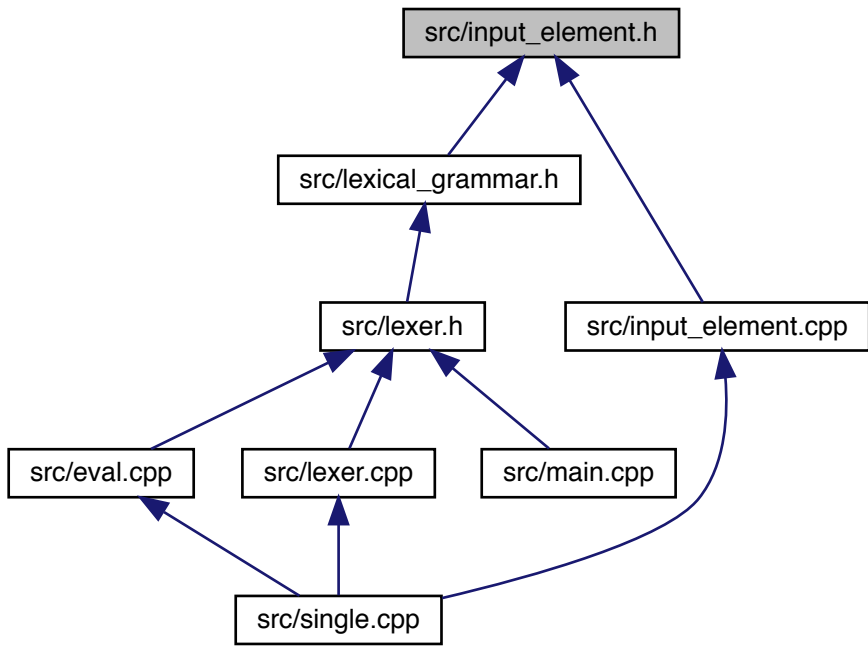 src/input_element.h
src/lexical_grammar.h
src/lexer.h
src/input_element.cpp
src/eval.cpp
src/lexer.cpp
src/main.cpp
src/single.cpp